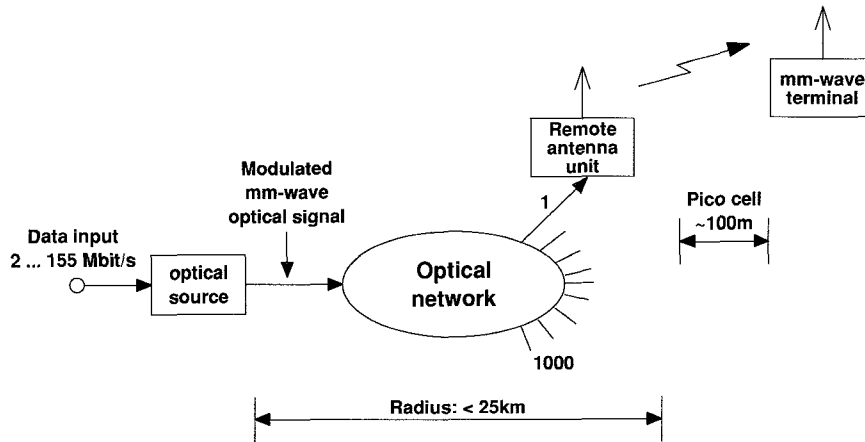 mm-wave
terminal
Remote
antenna
unit
Modulated
mm-wave
optical signal
1
Pico cell
~100m
Data input
2 ... 155 Mbit/s
optical
source
Optical
network
1000
Radius: < 25km